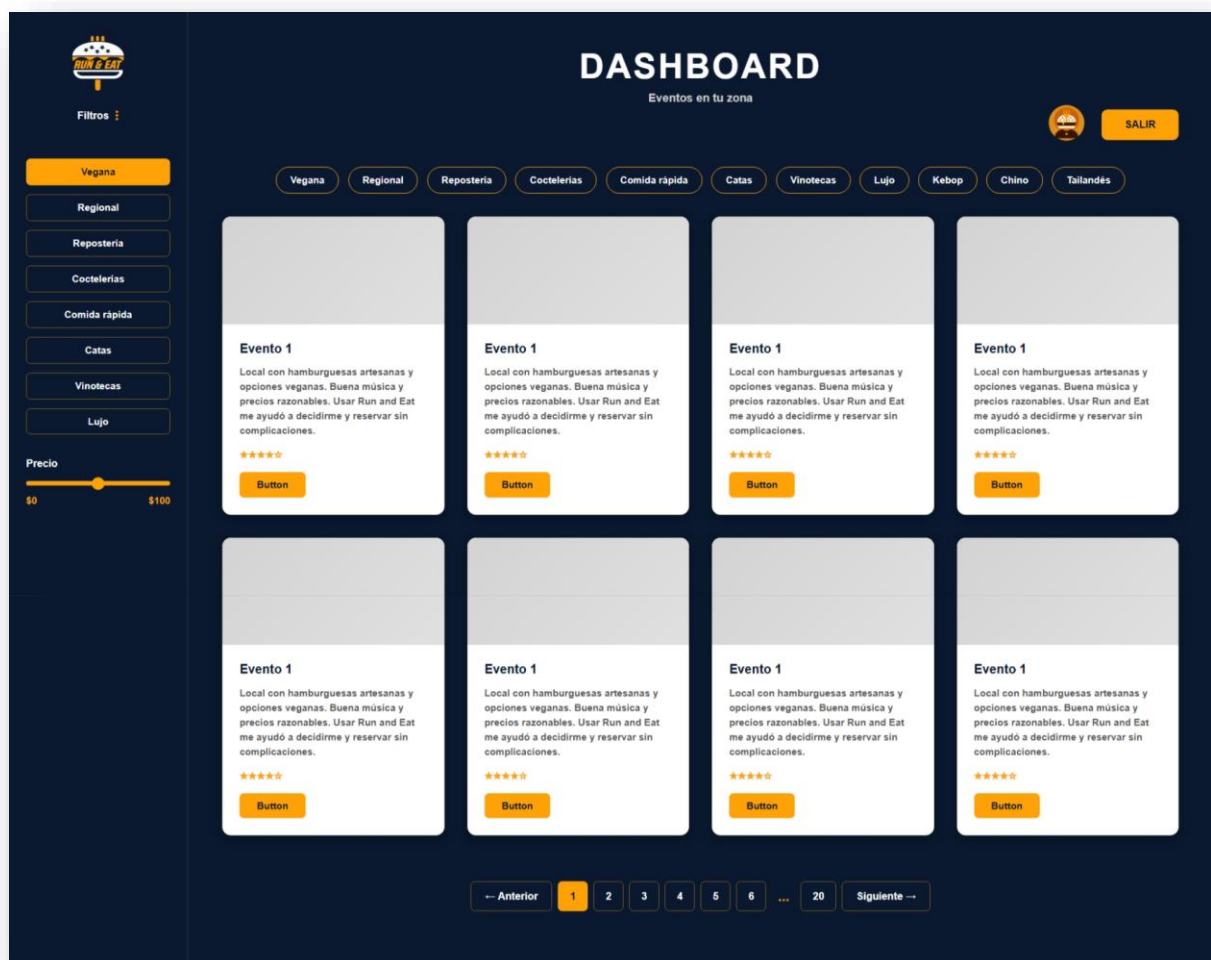 RUN & EAT
Filtros
Vegana
Regional
Repostería
Coctelerías
Comida rápida
Catas
Vinotecas
Lujo
Precio
$0 $100
DASHBOARD
Eventos en tu zona
SALIR
Vegana Regional Repostería Coctelerías Comida rápida Catas Vinotecas Lujo Kebop Chino Tailandés
Evento 1
Local con hamburguesas artesanas y
opciones veganas. Buena música y
precios razonables. Usar Run and Eat
me ayudó a decidirme y reservar sin
complicaciones.
★★★★☆
Button
Evento 1
Local con hamburguesas artesanas y
opciones veganas. Buena música y
precios razonables. Usar Run and Eat
me ayudó a decidirme y reservar sin
complicaciones.
★★★★☆
Button
Evento 1
Local con hamburguesas artesanas y
opciones veganas. Buena música y
precios razonables. Usar Run and Eat
me ayudó a decidirme y reservar sin
complicaciones.
★★★★☆
Button
Evento 1
Local con hamburguesas artesanas y
opciones veganas. Buena música y
precios razonables. Usar Run and Eat
me ayudó a decidirme y reservar sin
complicaciones.
★★★★☆
Button
Evento 1
Local con hamburguesas artesanas y
opciones veganas. Buena música y
precios razonables. Usar Run and Eat
me ayudó a decidirme y reservar sin
complicaciones.
★★★★☆
Button
Evento 1
Local con hamburguesas artesanas y
opciones veganas. Buena música y
precios razonables. Usar Run and Eat
me ayudó a decidirme y reservar sin
complicaciones.
★★★★☆
Button
Evento 1
Local con hamburguesas artesanas y
opciones veganas. Buena música y
precios razonables. Usar Run and Eat
me ayudó a decidirme y reservar sin
complicaciones.
★★★★☆
Button
Evento 1
Local con hamburguesas artesanas y
opciones veganas. Buena música y
precios razonables. Usar Run and Eat
me ayudó a decidirme y reservar sin
complicaciones.
★★★★☆
Button
← Anterior 1 2 3 4 5 6 ... 20 Siguiente →